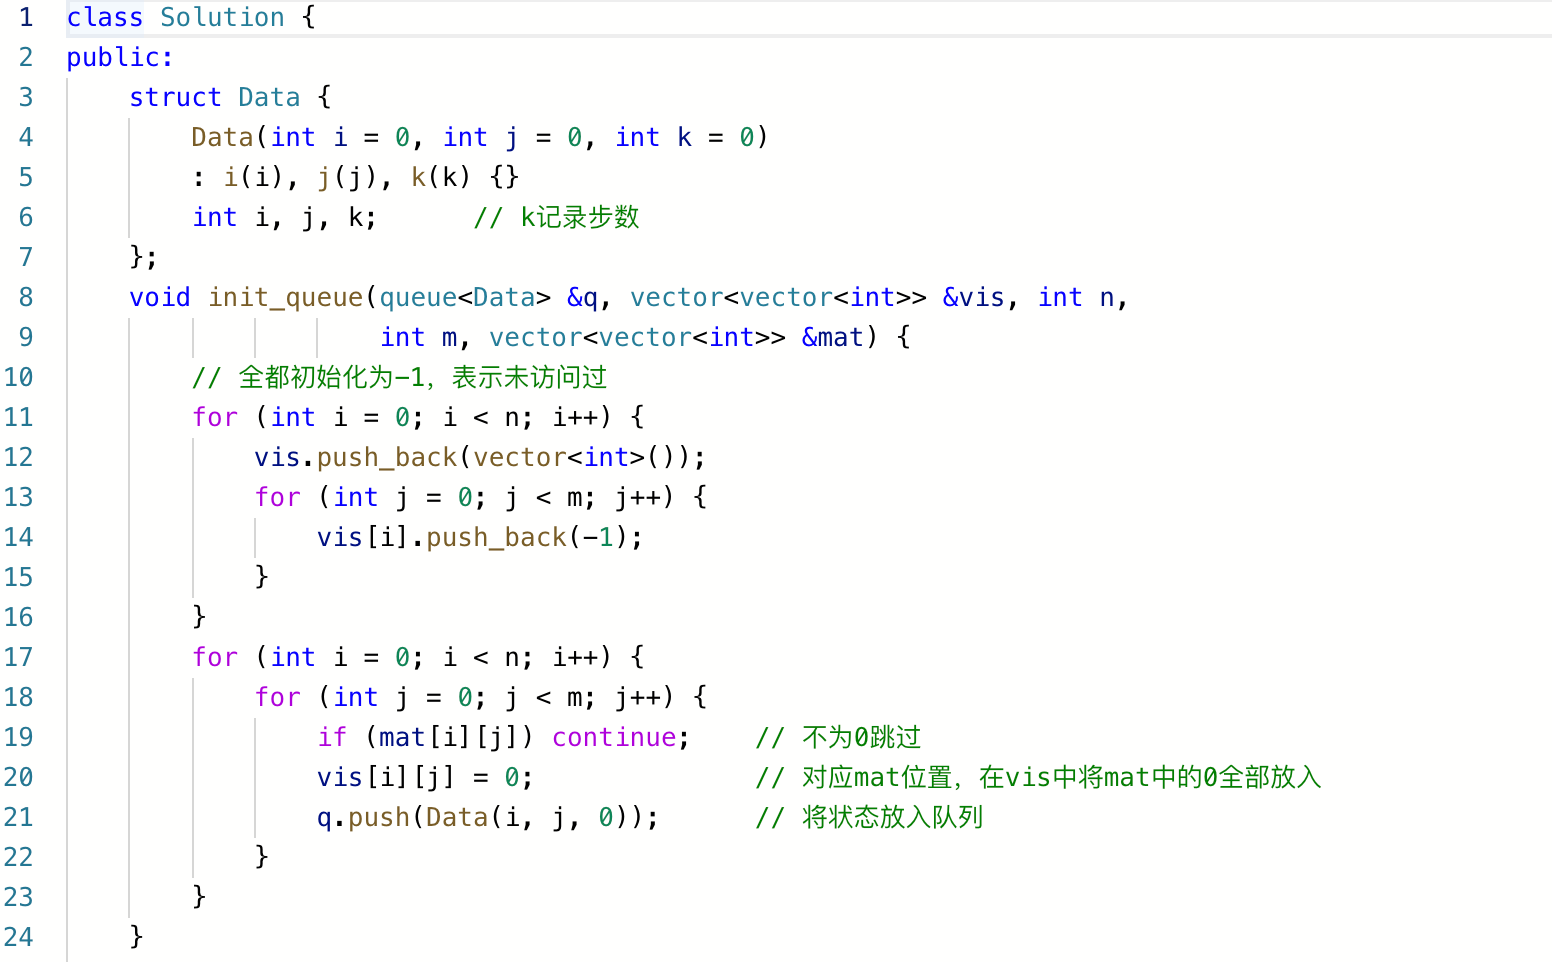 1 class Solution {
2 public:
3     struct Data {
4         Data(int i = 0, int j = 0, int k = 0)
5         : i(i), j(j), k(k) {}
6         int i, j, k;      // k记录步数
7     };
8     void init_queue(queue<Data> &q, vector<vector<int>> &vis, int n,
9                     int m, vector<vector<int>> &mat) {
10         // 全都初始化为-1，表示未访问过
11         for (int i = 0; i < n; i++) {
12             vis.push_back(vector<int>());
13             for (int j = 0; j < m; j++) {
14                 vis[i].push_back(-1);
15             }
16         }
17         for (int i = 0; i < n; i++) {
18             for (int j = 0; j < m; j++) {
19                 if (mat[i][j]) continue;    // 不为0跳过
20                 vis[i][j] = 0;              // 对应mat位置，在vis中将mat中的0全部放入
21                 q.push(Data(i, j, 0));      // 将状态放入队列
22             }
23         }
24     }